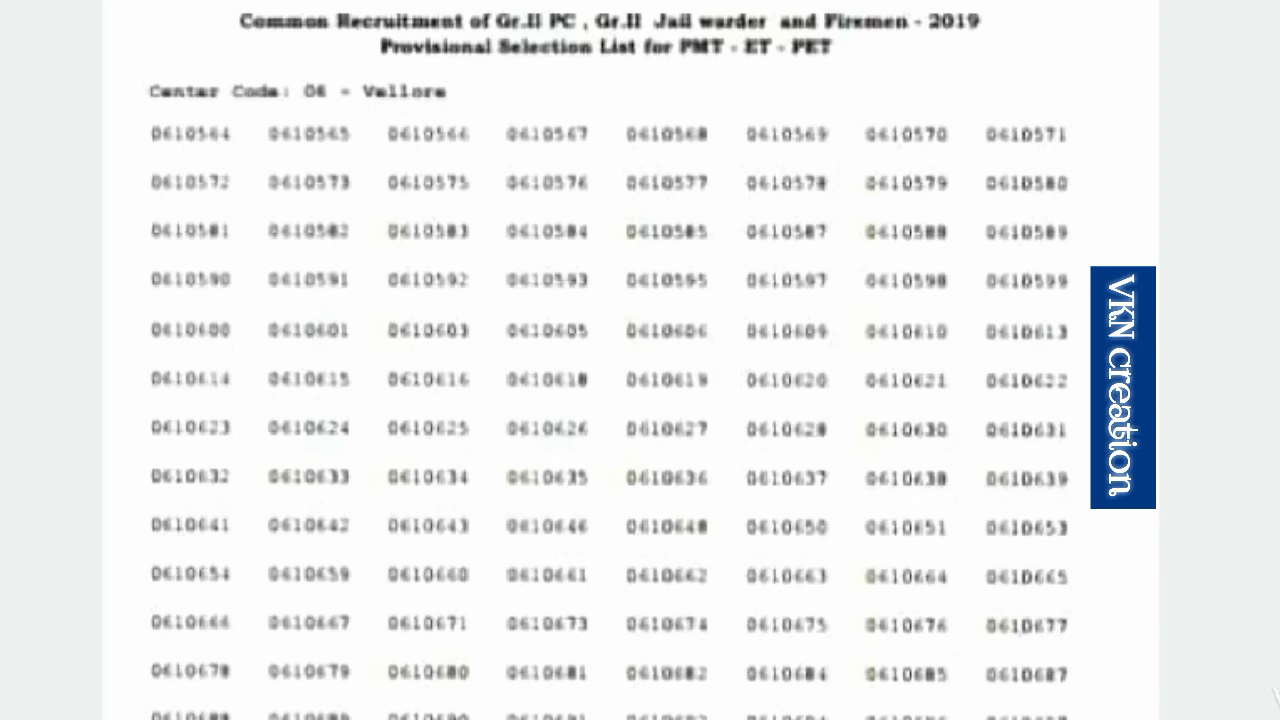 Common Recruitment of Gr.II PC , Gr.II Jail warder and Firemen - 2019
Provisional Selection List for PMT - ET - PET
Center Code: 06 - Vellore
0610564 0610565 0610566 0610567 0610568 0610569 0610570 0610571
0610572 0610573 0610575 0610576 0610577 0610578 0610579 0610580
0610581 0610582 0610583 0610584 0610585 0610587 0610588 0610589
0610590 0610591 0610592 0610593 0610595 0610597 0610598 0610599
0610600 0610601 0610603 0610605 0610606 0610609 0610610 0610613
0610614 0610615 0610616 0610618 0610619 0610620 0610621 0610622
0610623 0610624 0610625 0610626 0610627 0610628 0610630 0610631
0610632 0610633 0610634 0610635 0610636 0610637 0610638 0610639
0610641 0610642 0610643 0610646 0610648 0610650 0610651 0610653
0610654 0610659 0610660 0610661 0610662 0610663 0610664 0610665
0610666 0610667 0610671 0610673 0610674 0610675 0610676 0610677
0610678 0610679 0610680 0610681 0610682 0610684 0610685 0610687
VKN creation